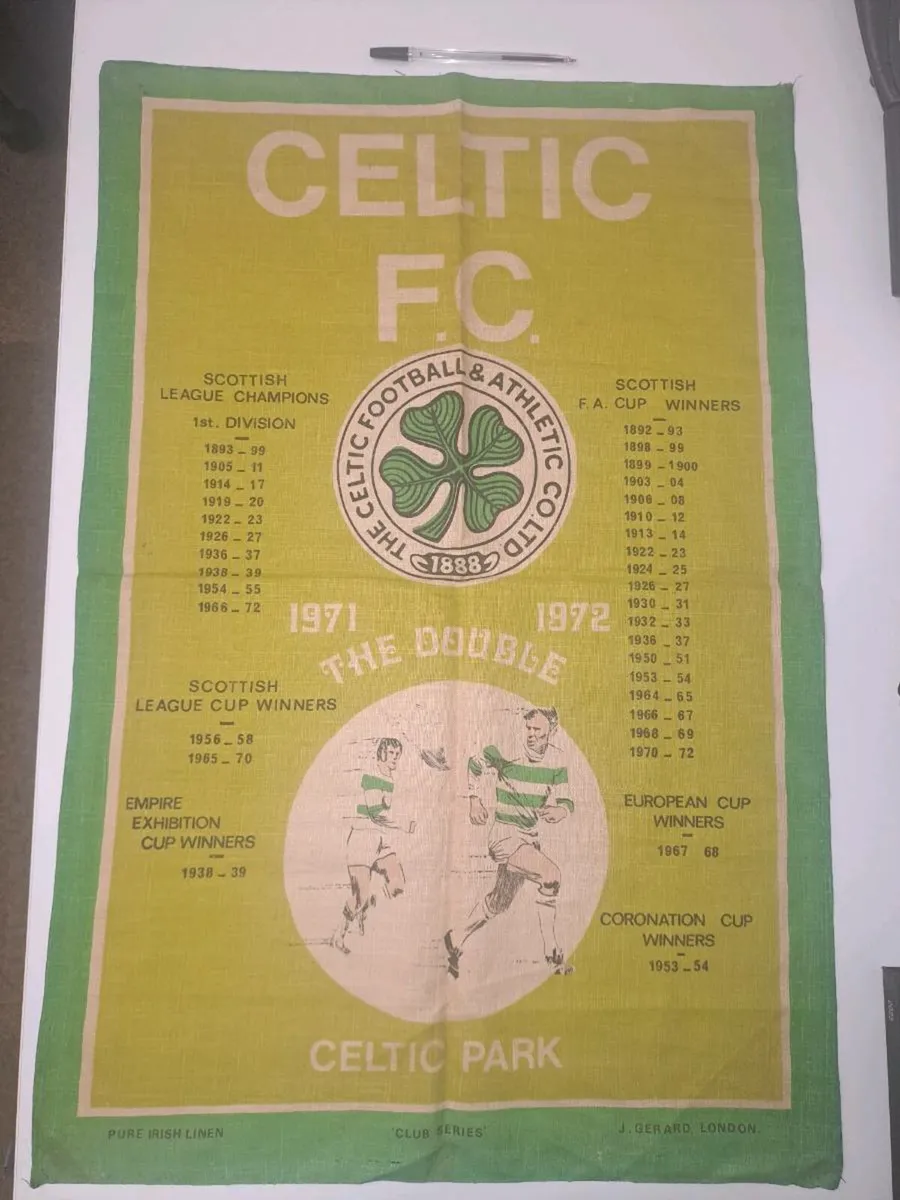 CELTIC
F.C.
THE CELTIC FOOTBALL & ATHLETIC CO. LTD
1888
SCOTTISH
LEAGUE CHAMPIONS
1st. DIVISION
1893 - 99
1905 - 11
1914 - 17
1919 - 20
1922 - 23
1926 - 27
1936 - 37
1938 - 39
1954 - 55
1966 - 72
SCOTTISH
F.A. CUP WINNERS
1892 - 93
1898 - 99
1899 - 1900
1903 - 04
1906 - 08
1910 - 12
1913 - 14
1922 - 23
1924 - 25
1926 - 27
1930 - 31
1932 - 33
1936 - 37
1950 - 51
1953 - 54
1964 - 65
1966 - 67
1968 - 69
1970 - 72
1971 1972
THE DOUBLE
SCOTTISH
LEAGUE CUP WINNERS
1956 - 58
1965 - 70
EMPIRE
EXHIBITION
CUP WINNERS
1938 - 39
EUROPEAN CUP
WINNERS
1967 68
CORONATION CUP
WINNERS
1953 - 54
CELTIC PARK
PURE IRISH LINEN
'CLUB SERIES'
J. GERARD, LONDON.